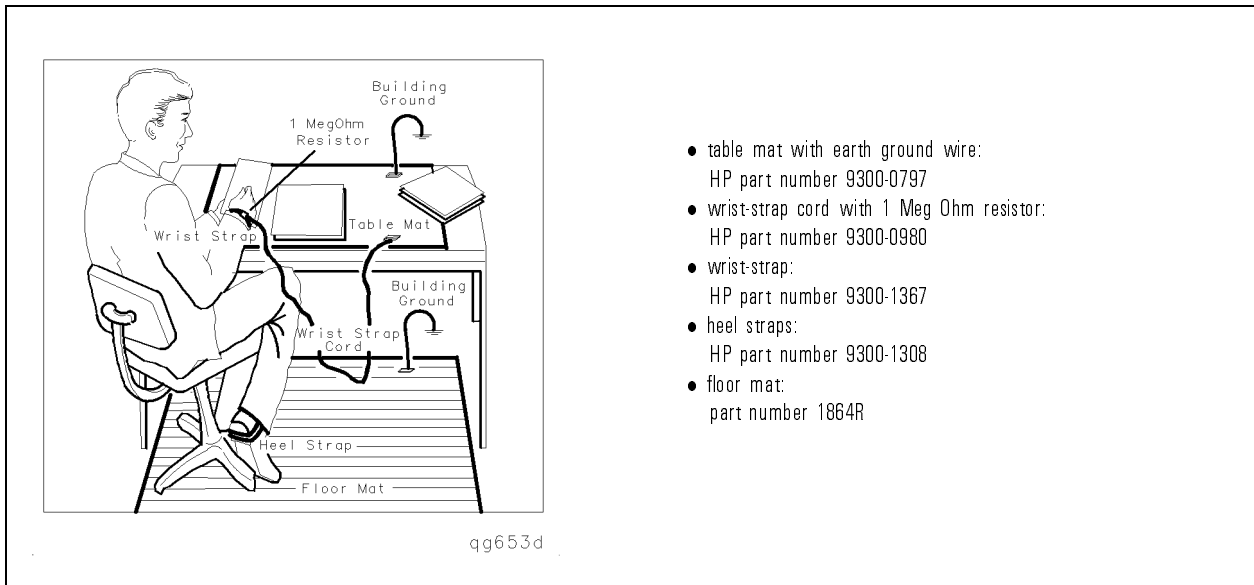 Building
Ground
1 MegOhm
Resistor
Wrist Strap
Table Mat
Building
Ground
Wrist Strap
Cord
Heel Strap
Floor Mat
qg653d
● table mat with earth ground wire:
HP part number 9300-0797
● wrist-strap cord with 1 Meg Ohm resistor:
HP part number 9300-0980
● wrist-strap:
HP part number 9300-1367
● heel straps:
HP part number 9300-1308
● floor mat:
part number 1864R